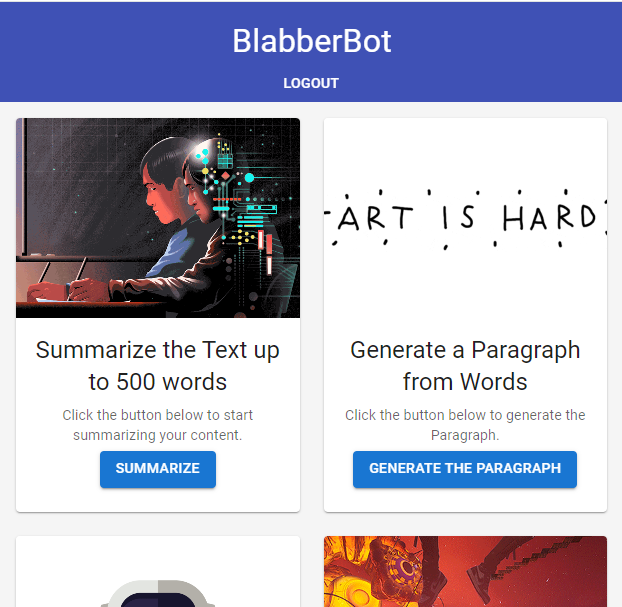 BlabberBot
LOGOUT
ART IS HARD
Summarize the Text up
to 500 words
Click the button below to start
summarizing your content.
SUMMARIZE
Generate a Paragraph
from Words
Click the button below to generate the
Paragraph.
GENERATE THE PARAGRAPH